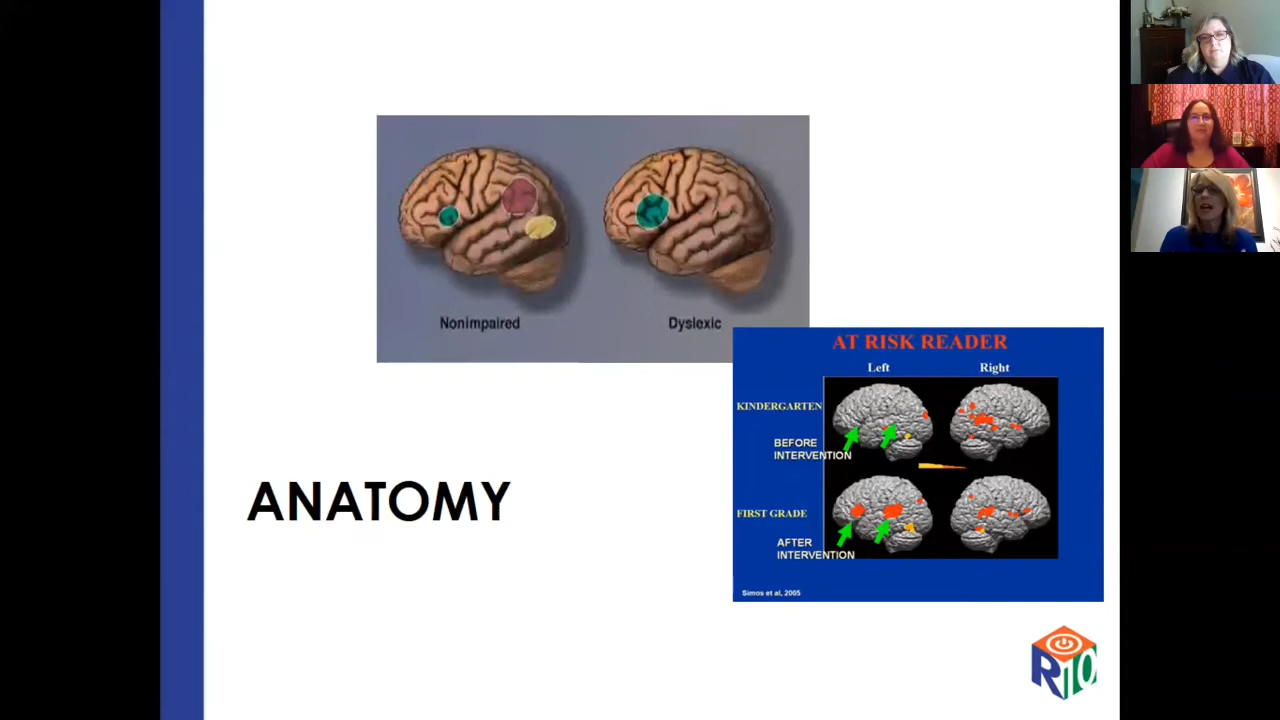 Nonimpaired
Dyslexic
AT RISK READER
Left
Right
KINDERGARTEN
BEFORE
INTERVENTION
FIRST GRADE
AFTER
INTERVENTION
Simos et al, 2005
ANATOMY
R10